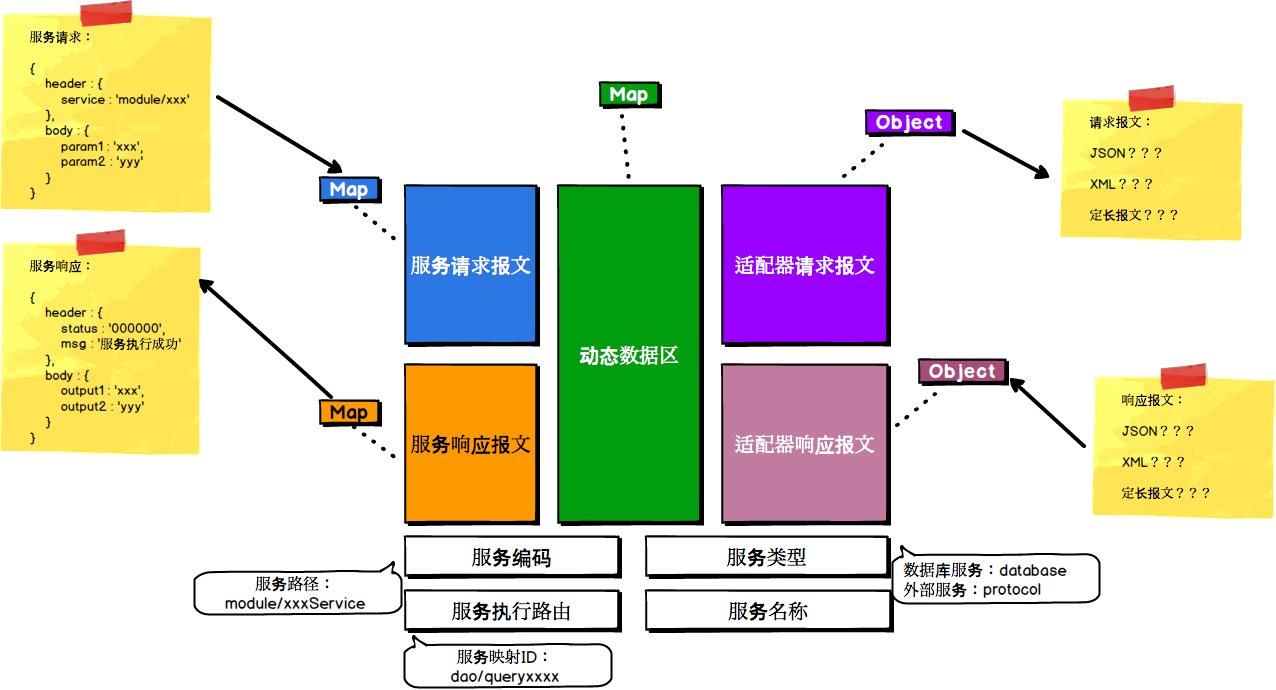 服务请求：
{
header : {
service : 'module/xxx'
},
body : {
param1 : 'xxx',
param2 : 'yyy'
}
}
服务响应：
{
header : {
status : '000000',
msg : '服务执行成功'
},
body : {
output1 : 'xxx',
output2 : 'yyy'
}
}
Map
服务请求报文
Map
服务响应报文
Map
动态数据区
Object
适配器请求报文
Object
适配器响应报文
请求报文：
JSON？？？
XML？？？
定长报文？？？
响应报文：
JSON？？？
XML？？？
定长报文？？？
服务编码
服务类型
服务路径：
module/xxxService
数据库服务：database
外部服务：protocol
服务执行路由
服务名称
服务映射ID：
dao/queryxxxx